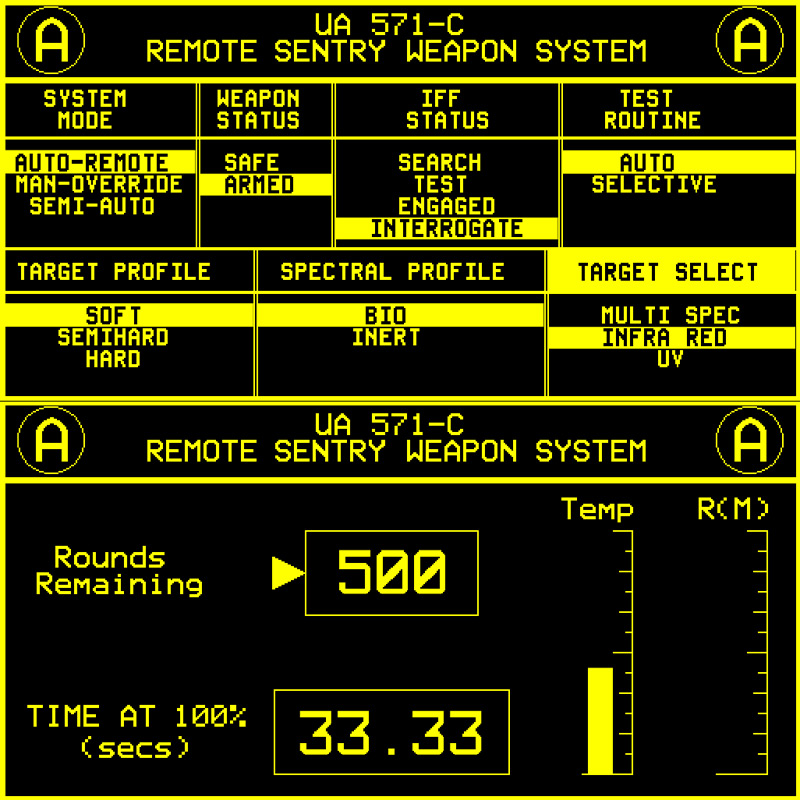 A UA 571-C A
REMOTE SENTRY WEAPON SYSTEM
SYSTEM MODE
WEAPON STATUS
IFF STATUS
TEST ROUTINE
AUTO-REMOTE
MAN-OVERRIDE
SEMI-AUTO
SAFE
ARMED
SEARCH
TEST
ENGAGED
INTERROGATE
AUTO
SELECTIVE
TARGET PROFILE
SPECTRAL PROFILE
TARGET SELECT
SOFT
SEMIHARD
HARD
BIO
INERT
MULTI SPEC
INFRA RED
UV
A UA 571-C A
REMOTE SENTRY WEAPON SYSTEM
Rounds
Remaining
500
TIME AT 100%
(secs)
33.33
Temp
R(M)